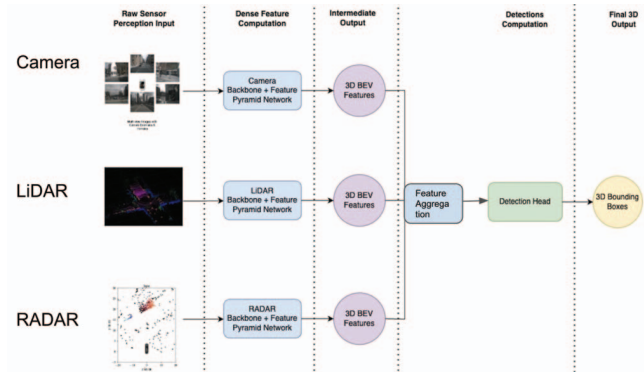 Raw Sensor
Perception Input
Dense Feature
Computation
Intermediate
Output
Detections
Computation
Final 3D
Output
Camera
Camera
Backbone + Feature
Pyramid Network
3D BEV
Features
LiDAR
LiDAR
Backbone + Feature
Pyramid Network
3D BEV
Features
Feature
Aggrega
tion
Detection Head
3D Bounding
Boxes
RADAR
RADAR
Backbone + Feature
Pyramid Network
3D BEV
Features